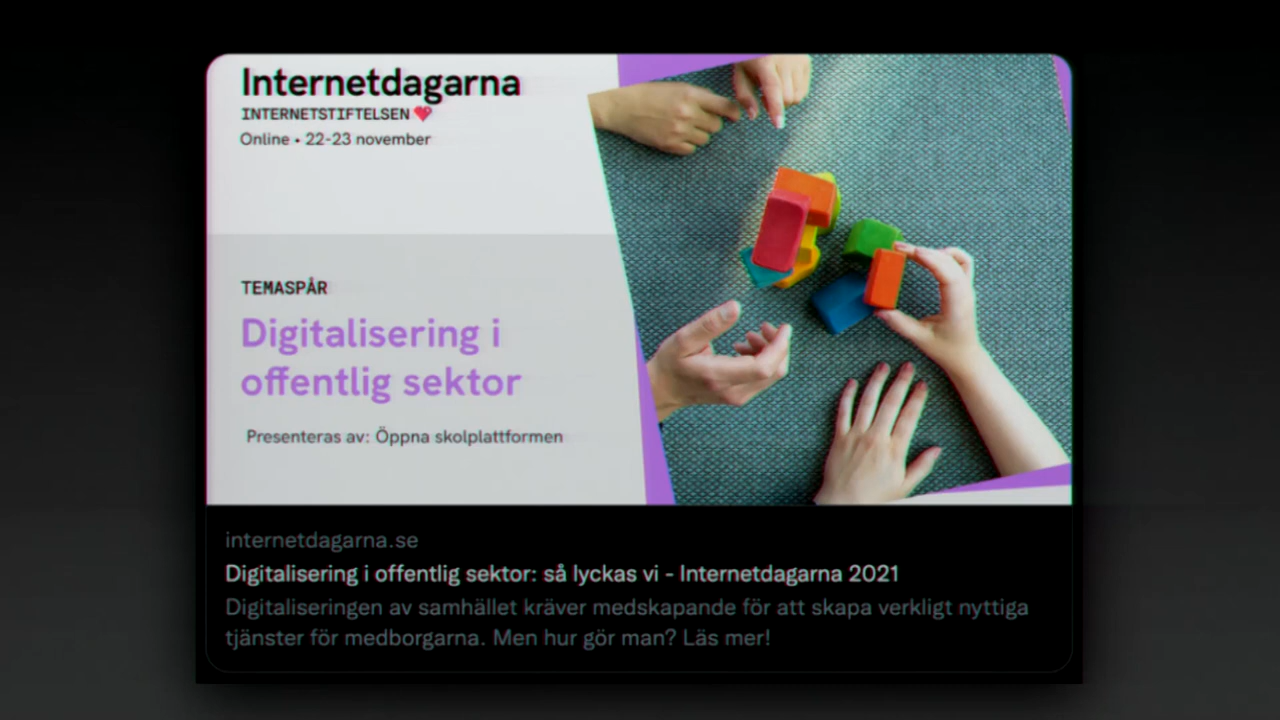 Internetdagarna
INTERNETSTIFTELSEN
Online • 22-23 november
TEMASPÅR
Digitalisering i
offentlig sektor
Presenteras av: Öppna skolplattformen
internetdagarna.se
Digitalisering i offentlig sektor: så lyckas vi - Internetdagarna 2021
Digitaliseringen av samhället kräver medskapande för att skapa verkligt nyttiga
tjänster för medborgarna. Men hur gör man? Läs mer!